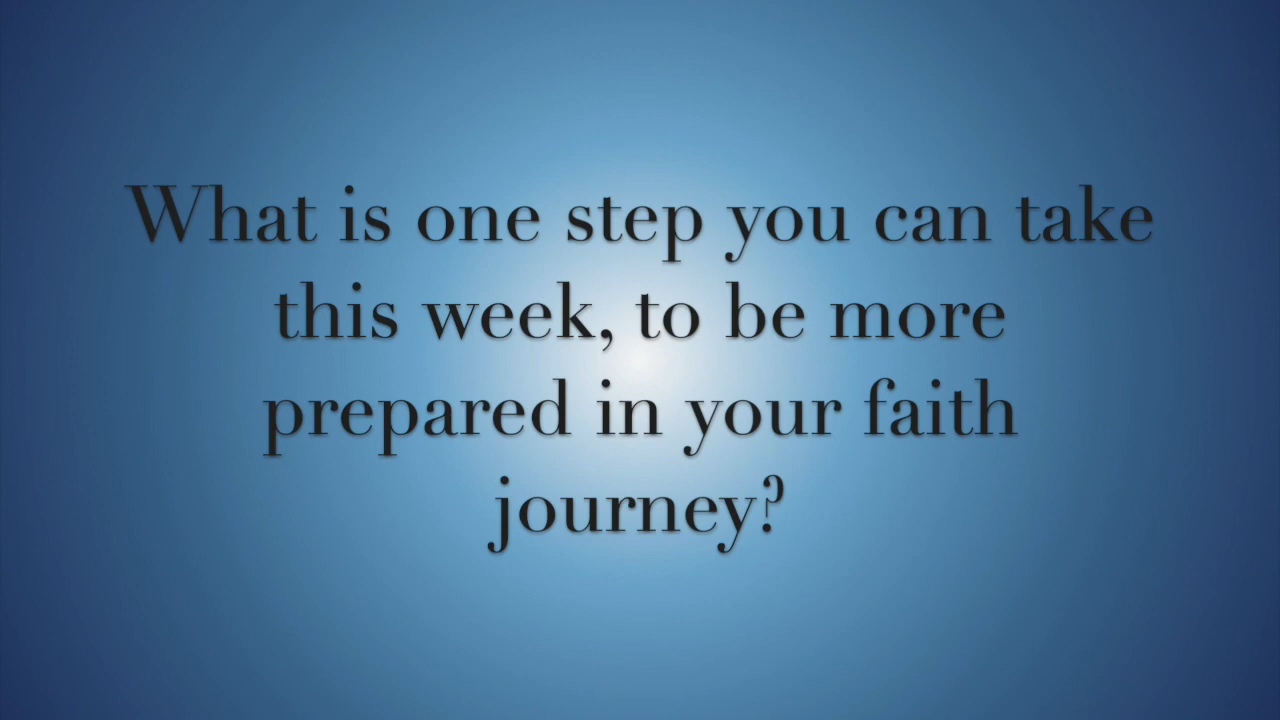 What is one step you can take
this week, to be more
prepared in your faith
journey?